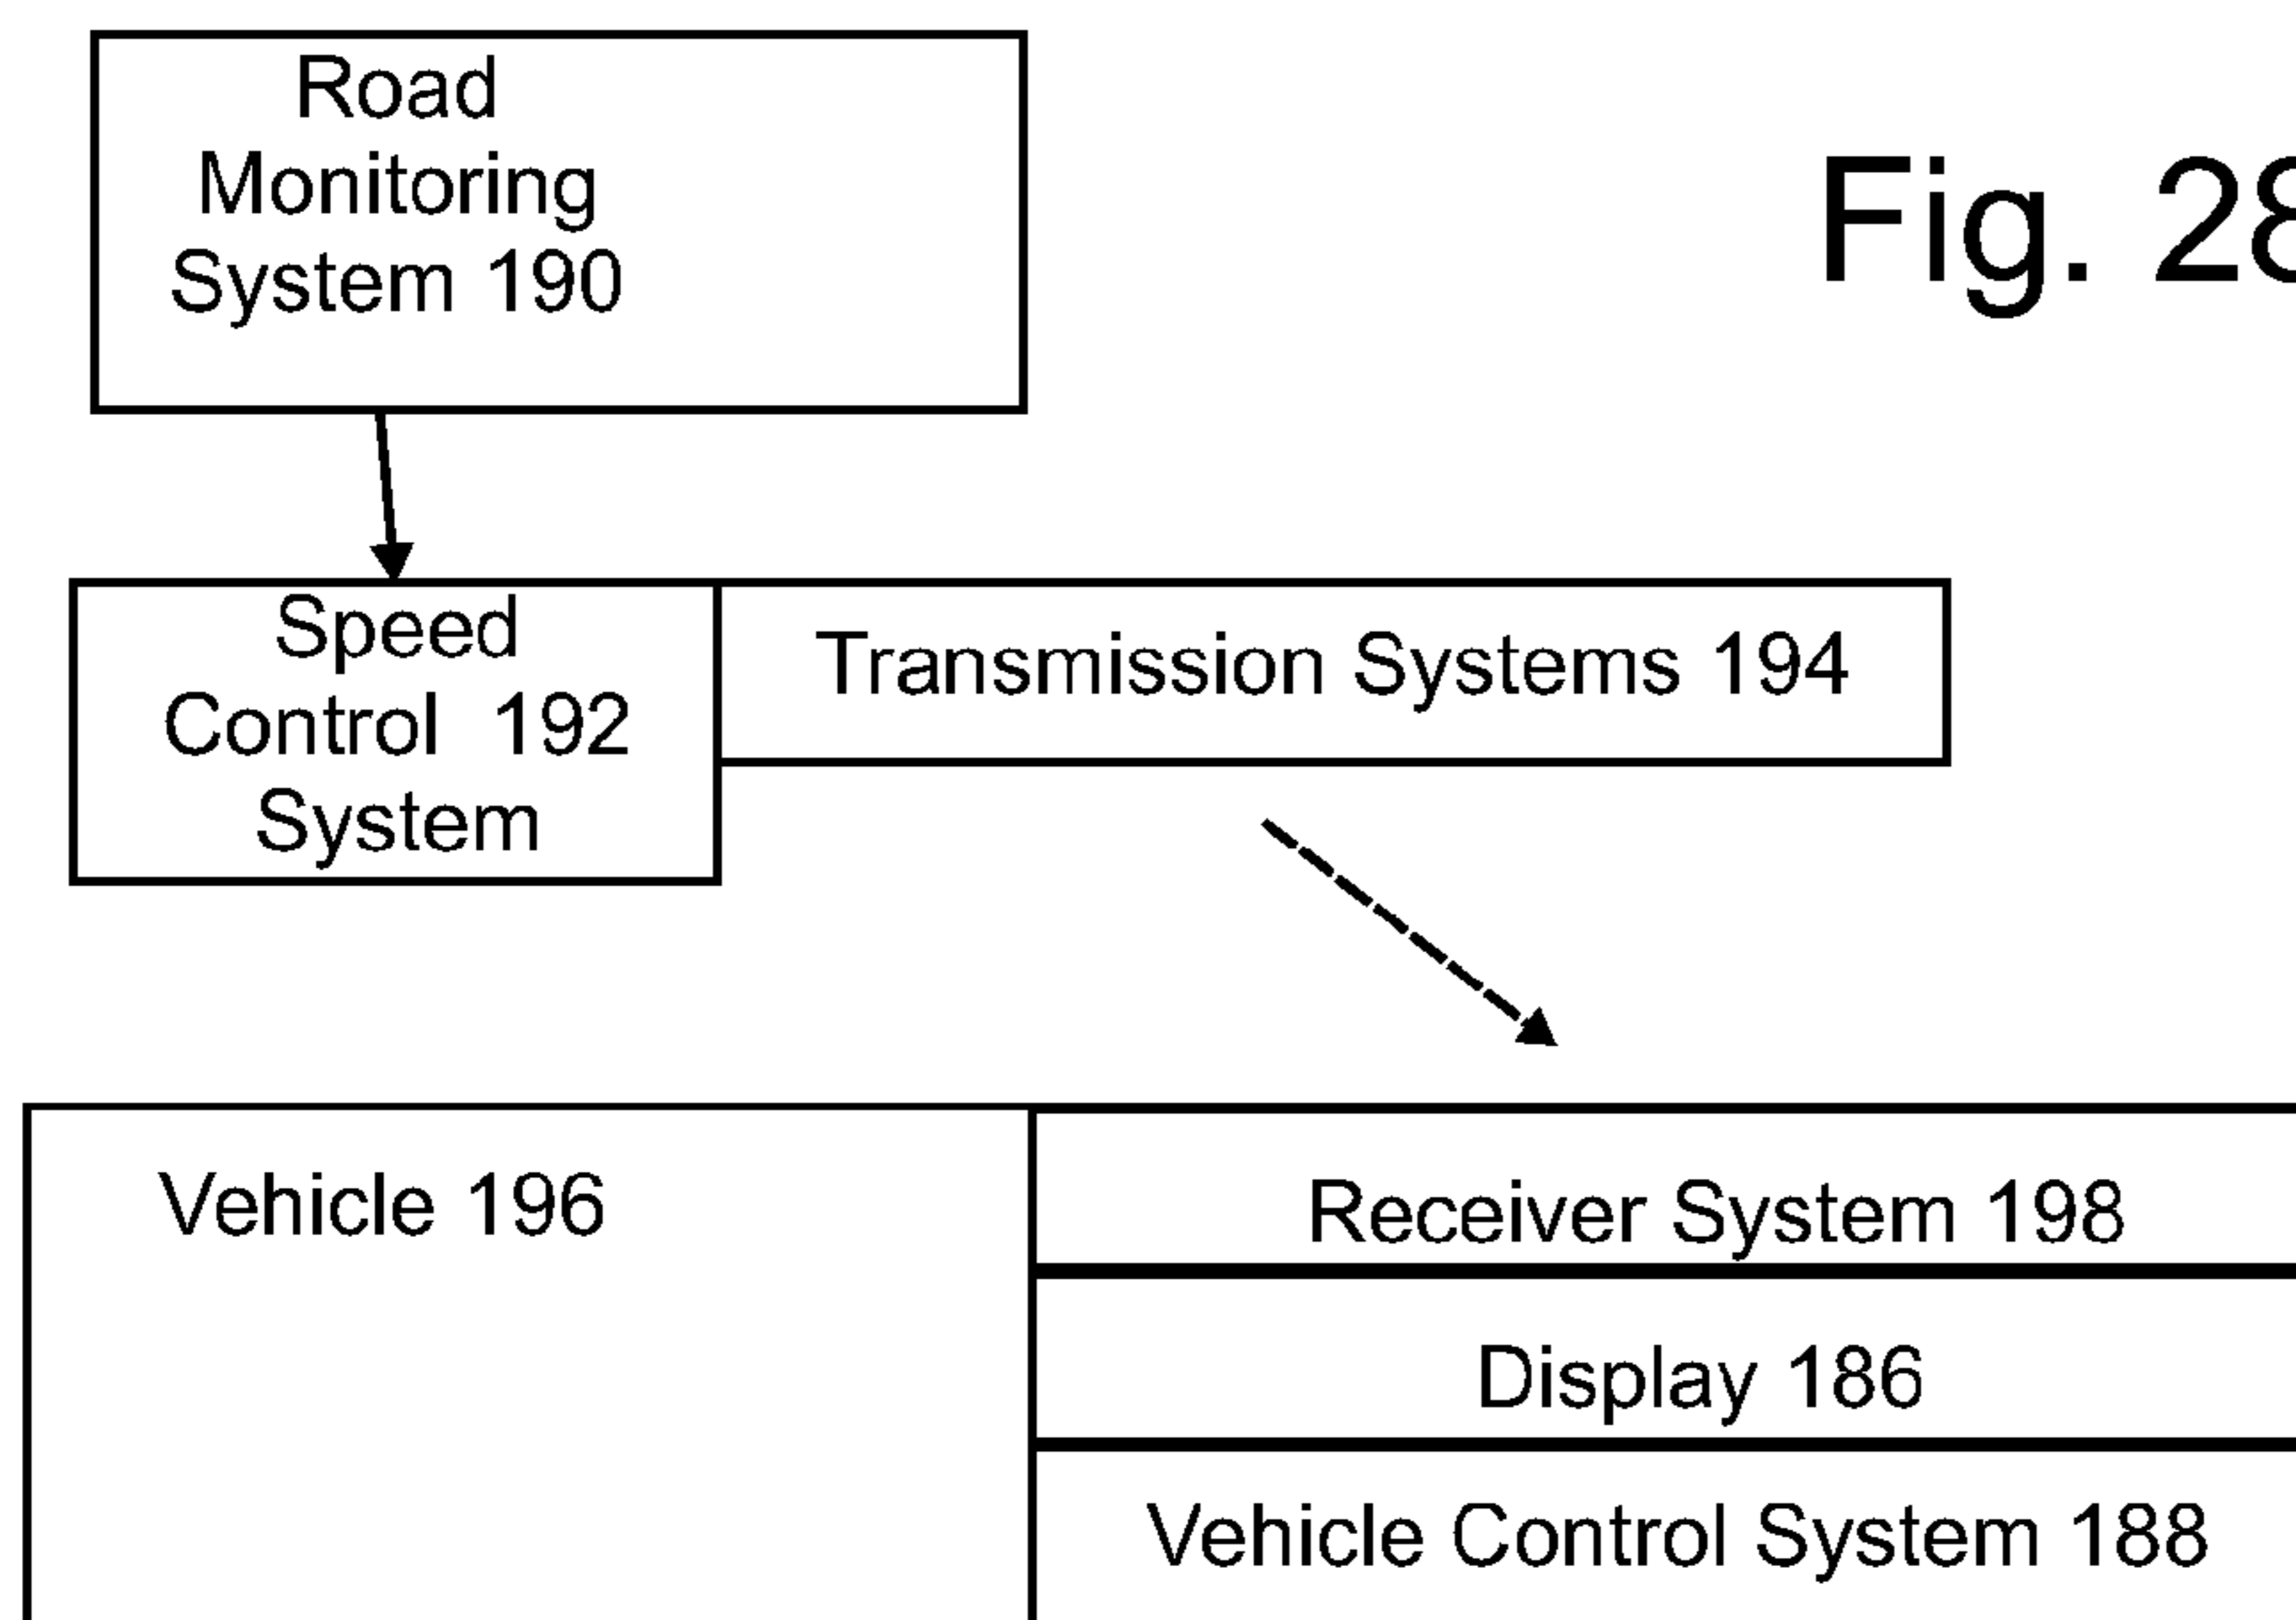 Road
Monitoring
System 190
Fig. 28
Speed
Control 192
System
Transmission Systems 194
Vehicle 196
Receiver System 198
Display 186
Vehicle Control System 188